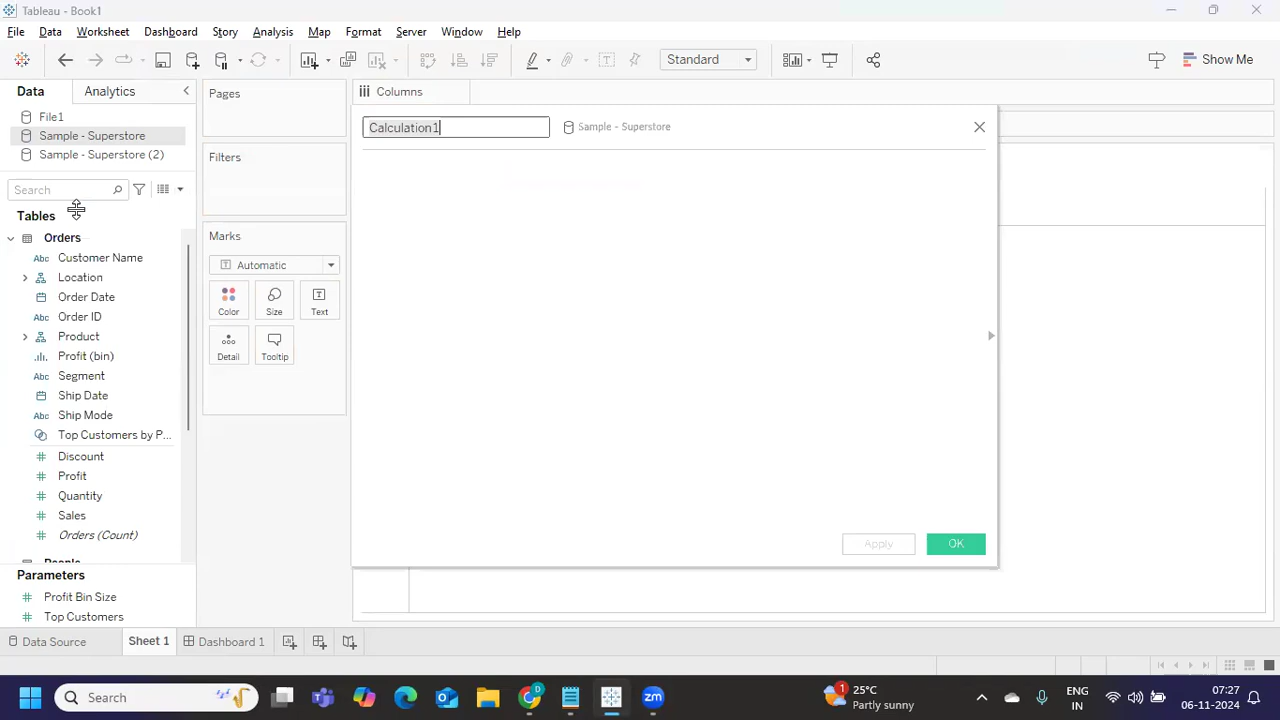 Tableau - Book1
File Data Worksheet Dashboard Story Analysis Map Format Server Window Help
Standard
Show Me
Data Analytics
File1
Sample - Superstore
Sample - Superstore (2)
Search
Tables
Orders
Customer Name
Location
Order Date
Order ID
Product
Profit (bin)
Segment
Ship Date
Ship Mode
Top Customers by P...
Discount
Profit
Quantity
Sales
Orders (Count)
People
Parameters
Profit Bin Size
Top Customers
Pages
Filters
Marks
Automatic
Color Size Text
Detail Tooltip
Columns
Calculation1 Sample - Superstore
Apply OK
Data Source Sheet 1 Dashboard 1
Search
1
25°C
Partly sunny
ENG
IN
07:27
06-11-2024